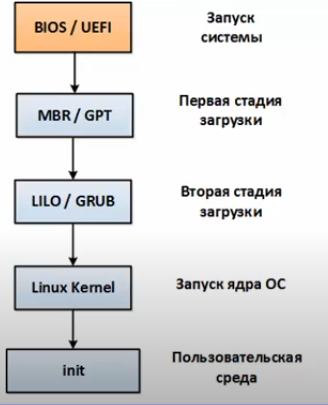 BIOS / UEFI
Запуск
системы
MBR / GPT
Первая стадия
загрузки
LILO / GRUB
Вторая стадия
загрузки
Linux Kernel
Запуск ядра ОС
init
Пользовательская
среда